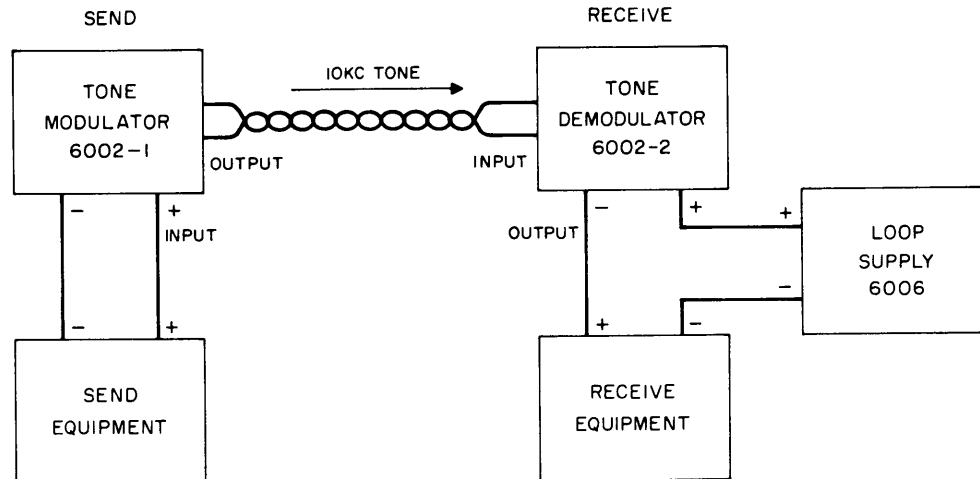 SEND
RECEIVE
TONE
MODULATOR
6002-1
10KC TONE
TONE
DEMODULATOR
6002-2
OUTPUT
INPUT
- +
INPUT
- +
OUTPUT
- +
+
LOOP
SUPPLY
6006
-
- +
SEND
EQUIPMENT
+ -
RECEIVE
EQUIPMENT